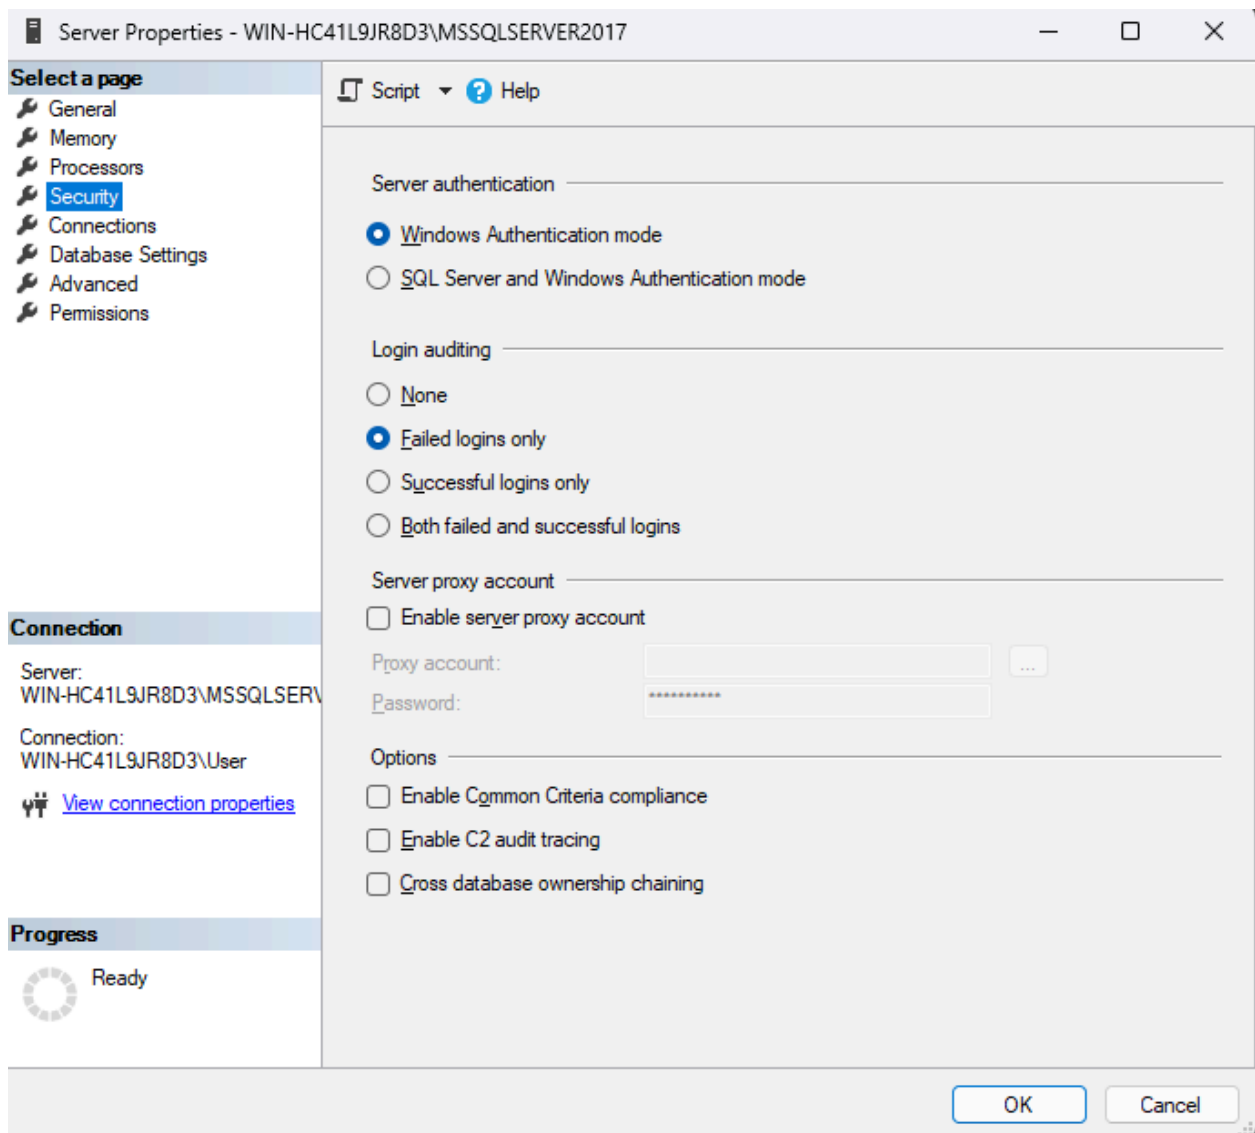 Server Properties - WIN-HC41L9JR8D3\MSSQLSERVER2017
Select a page
General
Memory
Processors
Security
Connections
Database Settings
Advanced
Permissions
Script
Help
Server authentication
Windows Authentication mode
SQL Server and Windows Authentication mode
Login auditing
None
Failed logins only
Successful logins only
Both failed and successful logins
Server proxy account
Enable server proxy account
Proxy account:
...
Password:
**********
Options
Enable Common Criteria compliance
Enable C2 audit tracing
Cross database ownership chaining
Connection
Server:
WIN-HC41L9JR8D3\MSSQLSERV
Connection:
WIN-HC41L9JR8D3\User
View connection properties
Progress
Ready
OK
Cancel